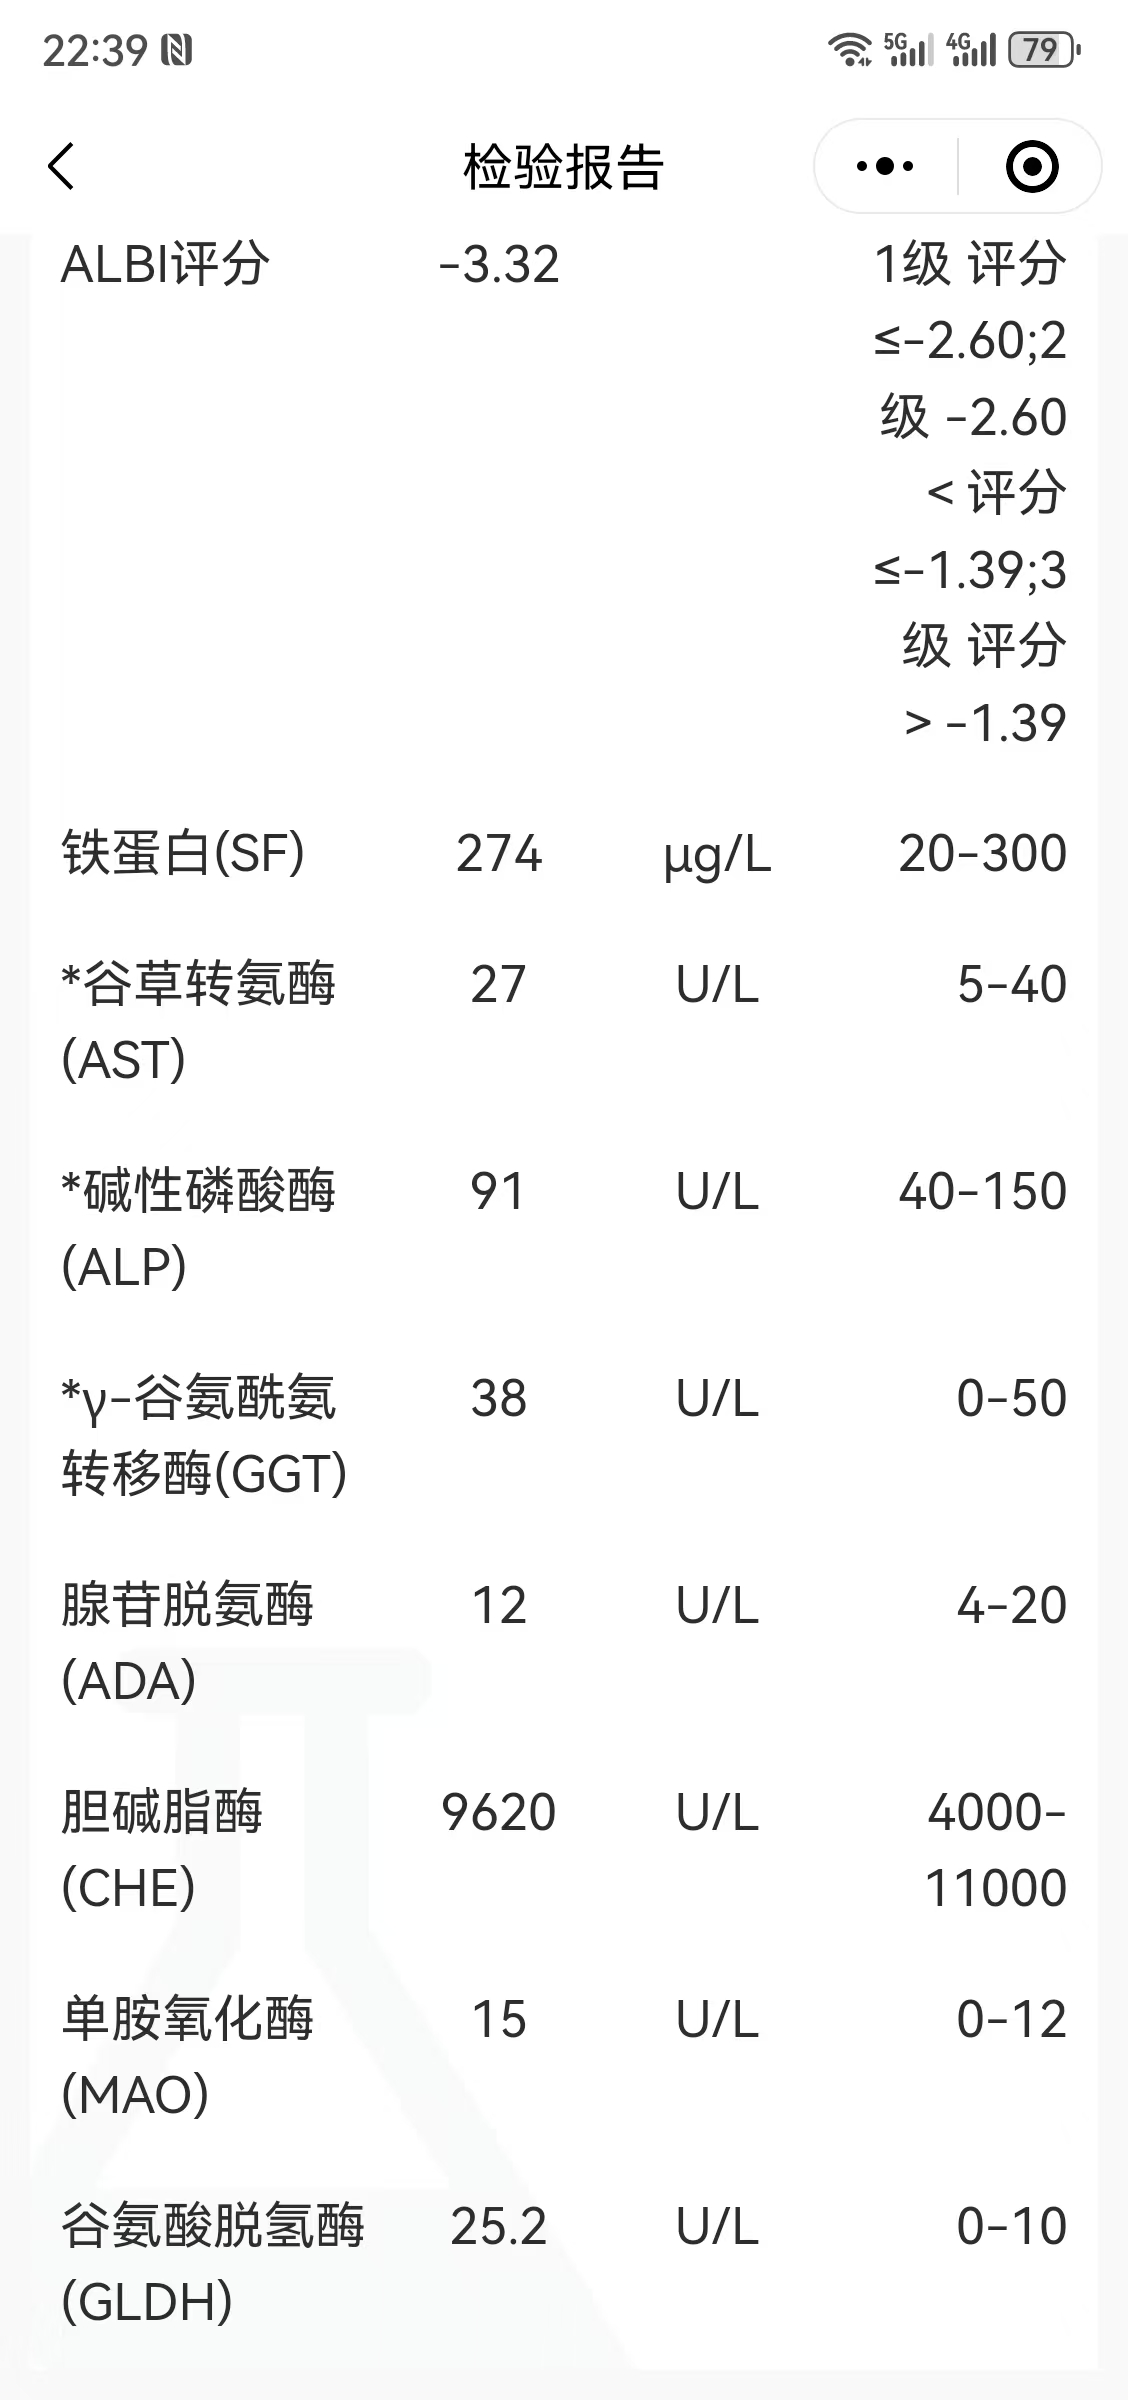 22:39 5G 4G 79
检验报告
ALBI评分 -3.32 1级 评分
≤-2.60;2
级 -2.60
< 评分
≤-1.39;3
级 评分
> -1.39
铁蛋白(SF) 274 μg/L 20-300
*谷草转氨酶 27 U/L 5-40
(AST)
*碱性磷酸酶 91 U/L 40-150
(ALP)
*γ-谷氨酰氨 38 U/L 0-50
转移酶(GGT)
腺苷脱氨酶 12 U/L 4-20
(ADA)
胆碱脂酶 9620 U/L 4000-
(CHE) 11000
单胺氧化酶 15 U/L 0-12
(MAO)
谷氨酸脱氢酶 25.2 U/L 0-10
(GLDH)